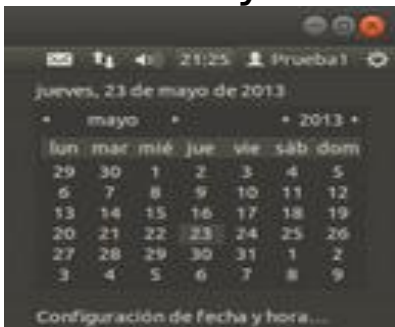 21:25 Prueba1
jueves, 23 de mayo de 2013
mayo 2013
lun mar mié jue vie sáb dom
29 30 1 2 3 4 5
6 7 8 9 10 11 12
13 14 15 16 17 18 19
20 21 22 23 24 25 26
27 28 29 30 31 1 2
3 4 5 6 7 8 9
Configuración de fecha y hora...